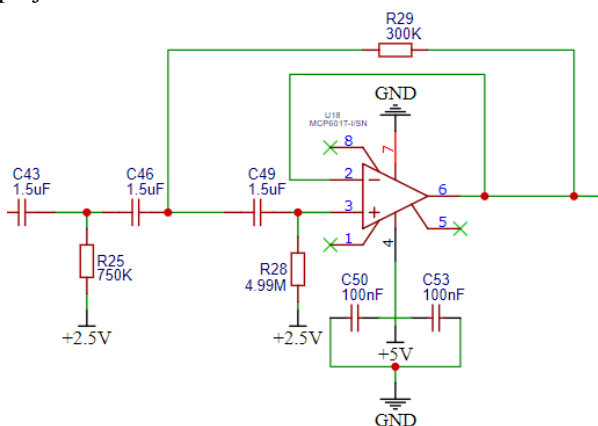 R29
300K
GND
U18
MCP601T-I/SN
8
7
C43
1.5uF
C46
1.5uF
C49
1.5uF
2
6
3
5
1
4
R25
750K
R28
4.99M
C50
100nF
C53
100nF
+2.5V
+2.5V
+5V
GND